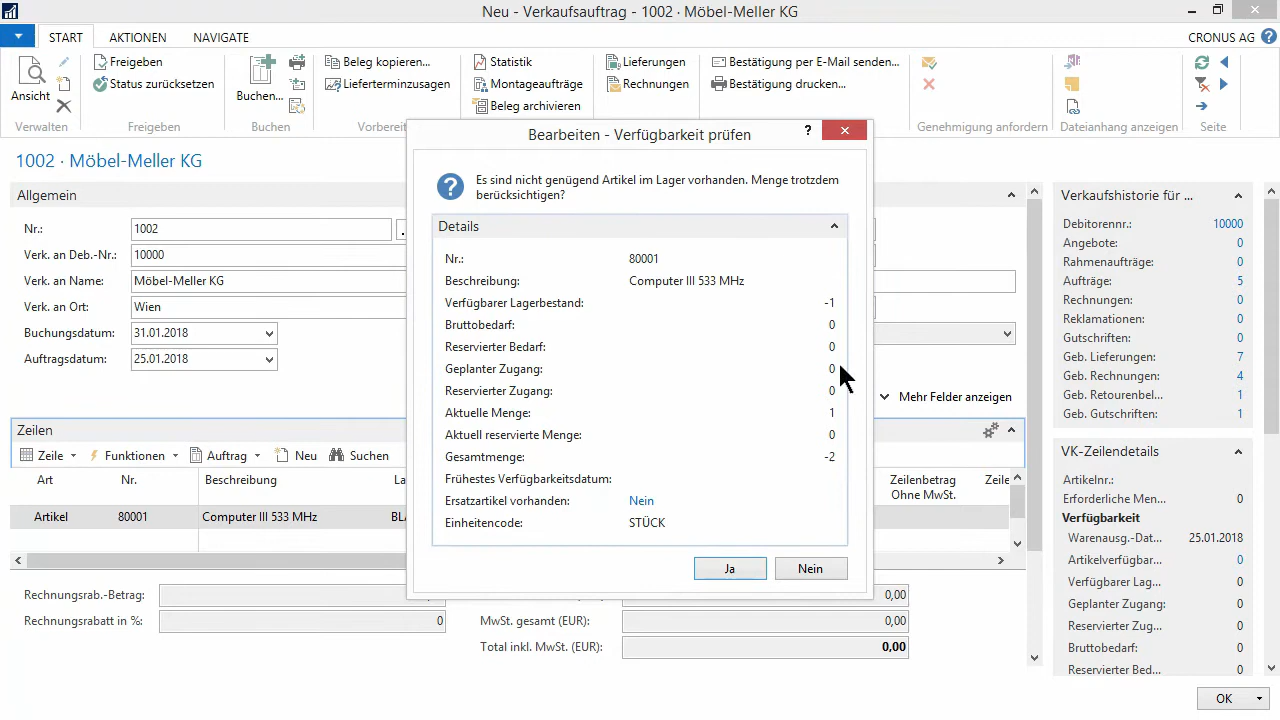 Neu - Verkaufsauftrag - 1002 · Möbel-Meller KG
START AKTIONEN NAVIGATE
CRONUS AG
Ansicht
Verwalten
Freigeben
Status zurücksetzen
Freigeben
Buchen...
Buchen
Beleg kopieren...
Lieferterminzusagen
Vorbereit
Statistik
Montageaufträge
Beleg archivieren
Lieferungen
Rechnungen
Bestätigung per E-Mail senden...
Bestätigung drucken...
Genehmigung anfordern
Dateianhang anzeigen
Seite
1002 · Möbel-Meller KG
Allgemein
Nr.: 1002
Verk. an Deb.-Nr.: 10000
Verk. an Name: Möbel-Meller KG
Verk. an Ort: Wien
Buchungsdatum: 31.01.2018
Auftragsdatum: 25.01.2018
Mehr Felder anzeigen
Zeilen
Zeile Funktionen Auftrag Neu Suchen
Art Nr. Beschreibung La
Zeilenbetrag Ohne MwSt. Zeile
Artikel 80001 Computer III 533 MHz BL
Rechnungsrab.-Betrag: 0,00
Rechnungsrabatt in %: 0
MwSt. gesamt (EUR): 0,00
Total inkl. MwSt. (EUR): 0,00
Bearbeiten - Verfügbarkeit prüfen
?
Es sind nicht genügend Artikel im Lager vorhanden. Menge trotzdem
berücksichtigen?
Details
Nr.: 80001
Beschreibung: Computer III 533 MHz
Verfügbarer Lagerbestand: -1
Bruttobedarf: 0
Reservierter Bedarf: 0
Geplanter Zugang: 0
Reservierter Zugang: 0
Aktuelle Menge: 1
Aktuell reservierte Menge: 0
Gesamtmenge: -2
Frühestes Verfügbarkeitsdatum:
Ersatzartikel vorhanden: Nein
Einheitencode: STÜCK
Ja Nein
Verkaufshistorie für ...
Debitorennr.: 10000
Angebote: 0
Rahmenaufträge: 0
Aufträge: 5
Rechnungen: 0
Reklamationen: 0
Gutschriften: 0
Geb. Lieferungen: 7
Geb. Rechnungen: 4
Geb. Retourenbel... 1
Geb. Gutschriften: 1
VK-Zeilendetails
Artikelnr.:
Erforderliche Men... 0
Verfügbarkeit
Warenausg.-Dat... 25.01.2018
Artikelverfügbar... 0
Verfügbarer Lag... 0
Geplanter Zugang: 0
Reservierter Zug... 0
Bruttobedarf: 0
Reservierter Bed... 0
OK